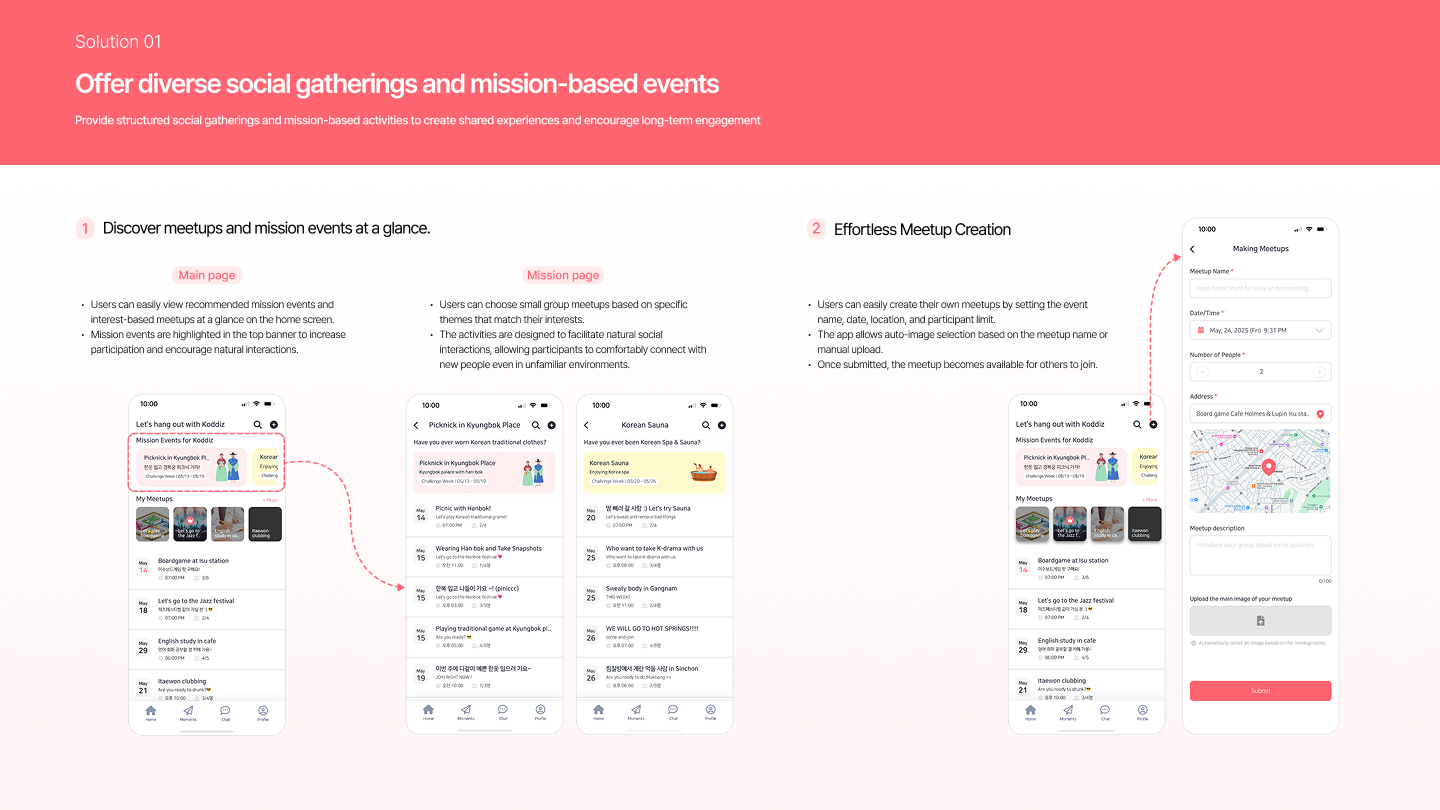 Solution 01
Offer diverse social gatherings and mission-based events
Provide structured social gatherings and mission-based activities to create shared experiences and encourage long-term engagement
1 Discover meetups and mission events at a glance.
Main page
• Users can easily view recommended mission events and
interest-based meetups at a glance on the home screen.
• Mission events are highlighted in the top banner to increase
participation and encourage natural interactions.
Mission page
• Users can choose small group meetups based on specific
themes that match their interests.
• The activities are designed to facilitate natural social
interactions, allowing participants to comfortably connect with
new people even in unfamiliar environments.
10:00
Let's hang out with Koddiz
Mission Events for Koddiz
Picknick in Kyungbok Pl..
한옷 입고 경복궁 피크닉 가자!
Challenge Week | 05/13 - 05/19
Korear
Enjoying
Challeng
My Meetups
+ More
Let's play
boardgame
Let's go to
the Jazz f..
English
study in ca..
Itaewon
clubbing
May
14
Boardgame at Isu station
이수보드게임 팟 구해요!
07:00 PM 3/6
May
18
Let's go to the Jazz festival
재즈페스티벌 같이 가실 분 :) 😎
07:00 PM 2/4
May
29
English study in cafe
영어 회화 공부할 겸 카페 가용~
06:00 PM 4/5
May
21
Itaewon clubbing
Are you ready to drunk?😎
오후 10:00 3/4명
Home
Moments
Chat
Profile
10:00
Picknick in Kyungbok Place
Have you ever worn Korean traditional clothes?
Picknick in Kyungbok Place
Kyungbok palace with han-bok
Challenge Week | 05/13 - 05/19
May
14
Picnic with Hanbok!
Let's play Korean traditional grame!!
07:00 PM 2/4
May
15
Wearing Han bok and Take Snapshots
Let's go to the Hanbok festival 💗
오전 11:00 1/4명
May
15
한복 입고 나들이 가요 ~! (piniccc)
Let's go to the Hanbok festival 💗
오후 03:00 3/5명
May
15
Playing traditional game at Kyungbok pl..
Are you ready? 😎
오후 05:00 4/5명
May
19
이번 주에 다같이 예쁜 힌옷 입으러 가요~
JOIN RIGHT NOW !
오전 10:00 1/3명
Home
Moments
Chat
Profile
10:00
Korean Sauna
Have you ever been Korean Spa & Sauna?
Korean Sauna
Enjoying Korea spa
Challenge Week | 05/20 - 05/26
May
20
땀 빼러 갈 사람 :) Let's try Sauna
Let's sweat and remove bad things
07:00 PM 2/4
May
25
Who want to take K-drama with us
Who want to take K-drama with us
오후 08:00 3/4명
May
25
Sweaty body in Gangnam
THIS WEEK!
오전 11:00 2/4명
May
26
WE WILL GO TO HOT SPRINGS!!!!!
come and join
오후 07:00 4/6명
May
26
찜질방에서 계란 먹을 사람 in Sinchon
Are you ready to do Mukbang ><
오후 06:00 2/5명
Home
Moments
Chat
Profile
2 Effortless Meetup Creation
• Users can easily create their own meetups by setting the event
name, date, location, and participant limit.
• The app allows auto-image selection based on the meetup name or
manual upload.
• Once submitted, the meetup becomes available for others to join.
10:00
Let's hang out with Koddiz
Mission Events for Koddiz
Picknick in Kyungbok Pl..
한옷 입고 경복궁 피크닉 가자!
Challenge Week | 05/13 - 05/19
Korear
Enjoying
Challeng
My Meetups
+ More
Let's play
boardgame
Let's go to
the Jazz f..
English
study in ca..
Itaewon
clubbing
May
14
Boardgame at Isu station
이수보드게임 팟 구해요!
07:00 PM 3/6
May
18
Let's go to the Jazz festival
재즈페스티벌 같이 가실 분 :) 😎
07:00 PM 2/4
May
29
English study in cafe
영어 회화 공부할 겸 카페 가용~
06:00 PM 4/5
May
21
Itaewon clubbing
Are you ready to drunk?😎
오후 10:00 3/4명
Home
Moments
Chat
Profile
10:00
Making Meetups
Meetup Name *
Keep name short for easy understanding.
Date/Time *
May, 24, 2025 (Fri) 9:31 PM
Number of People *
2
Address *
Board game Cafe Holmes & Lupin Isu sta..
Meetup description
Introduce your group based on its activities.
0/100
Upload the main image of your meetup
Automatically select an image based on the meetup name.
Submit